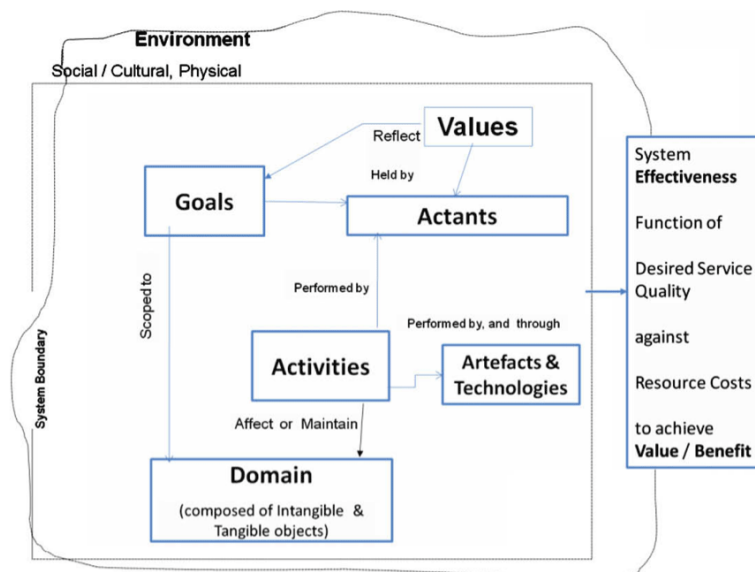 Environment
Social / Cultural, Physical
Values
Reflect
Held by
Goals
Actants
Scoped to
Performed by
Performed by, and through
Activities
Artefacts &
Technologies
Affect or Maintain
System Boundary
Domain
(composed of Intangible &
Tangible objects)
System
Effectiveness
Function of
Desired Service
Quality
against
Resource Costs
to achieve
Value / Benefit